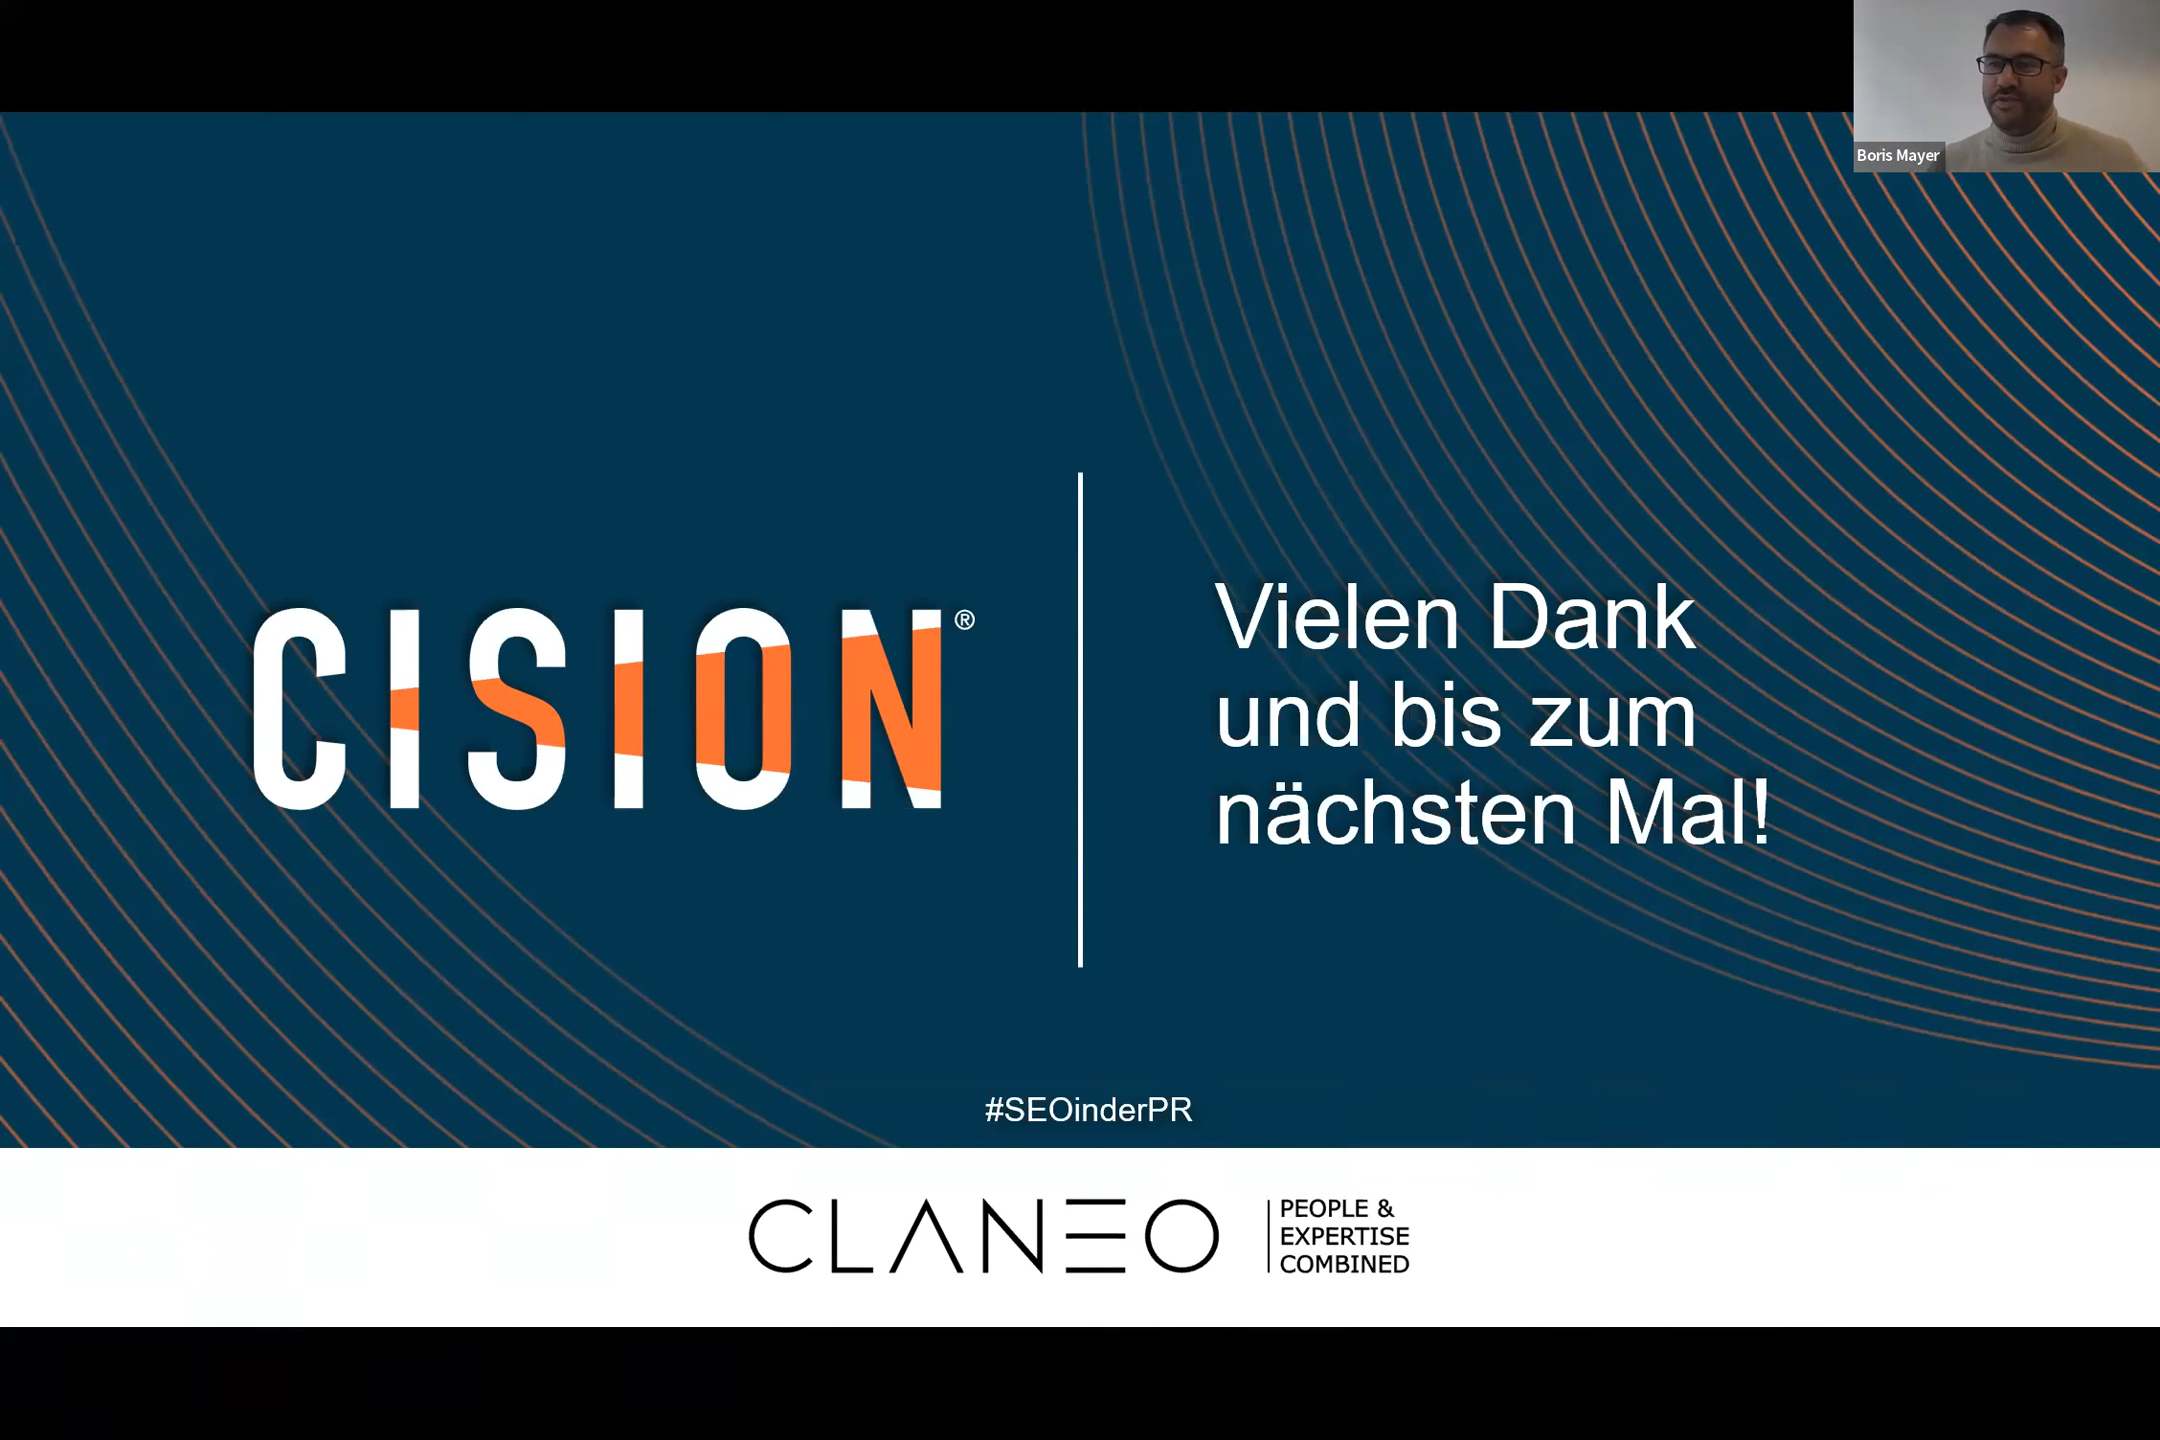 Boris Mayer
CISION®
Vielen Dank
und bis zum
nächsten Mal!
#SEOinderPR
CLANEO
PEOPLE &
EXPERTISE
COMBINED